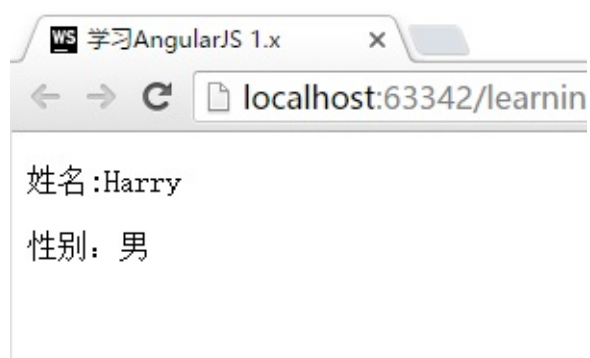 WS 学习AngularJS 1.x
localhost:63342/learnin
姓名:Harry
性别：男